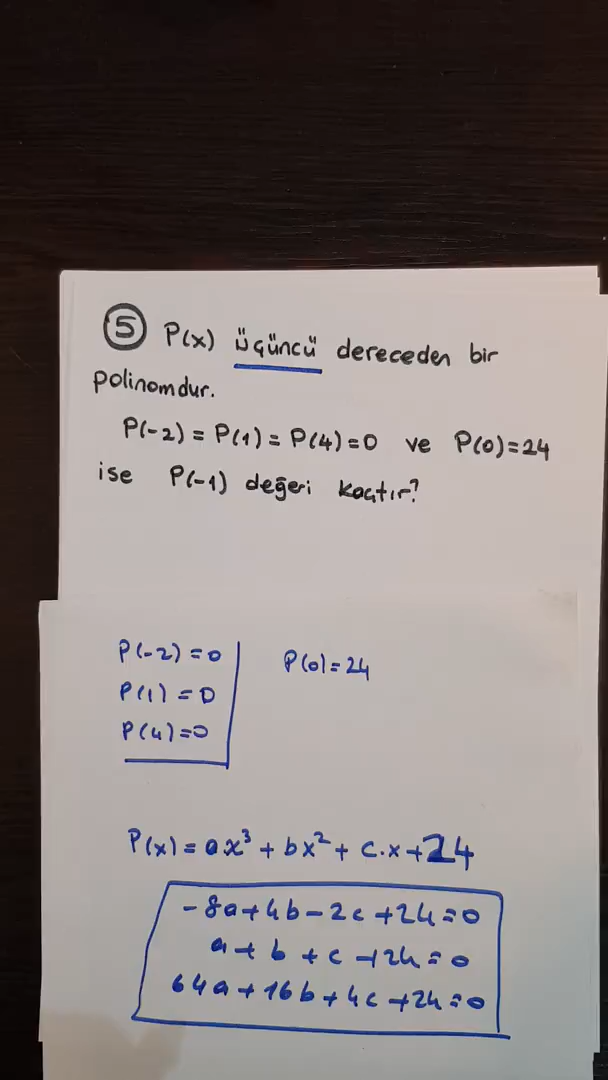 5 P(x) üçüncü dereceden bir
polinomdur.
P(-2) = P(1) = P(4) = 0 ve P(0) = 24
ise P(-1) değeri kaçtır?
P(-2) = 0
P(0) = 24
P(1) = 0
P(4) = 0
P(x) = ax³ + bx² + c.x + 24
-8a + 4b - 2c + 24 = 0
a + b + c + 24 = 0
64a + 16b + 4c + 24 = 0